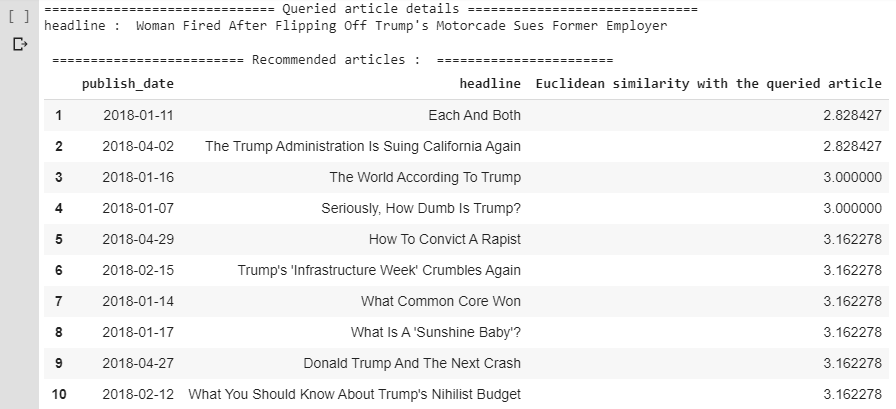 [ ] ============================== Queried article details ==============================
headline :  Woman Fired After Flipping Off Trump's Motorcade Sues Former Employer
========================= Recommended articles :  =======================
publish_date headline Euclidean similarity with the queried article
1 2018-01-11 Each And Both 2.828427
2 2018-04-02 The Trump Administration Is Suing California Again 2.828427
3 2018-01-16 The World According To Trump 3.000000
4 2018-01-07 Seriously, How Dumb Is Trump? 3.000000
5 2018-04-29 How To Convict A Rapist 3.162278
6 2018-02-15 Trump's 'Infrastructure Week' Crumbles Again 3.162278
7 2018-01-14 What Common Core Won 3.162278
8 2018-01-17 What Is A 'Sunshine Baby'? 3.162278
9 2018-04-27 Donald Trump And The Next Crash 3.162278
10 2018-02-12 What You Should Know About Trump's Nihilist Budget 3.162278